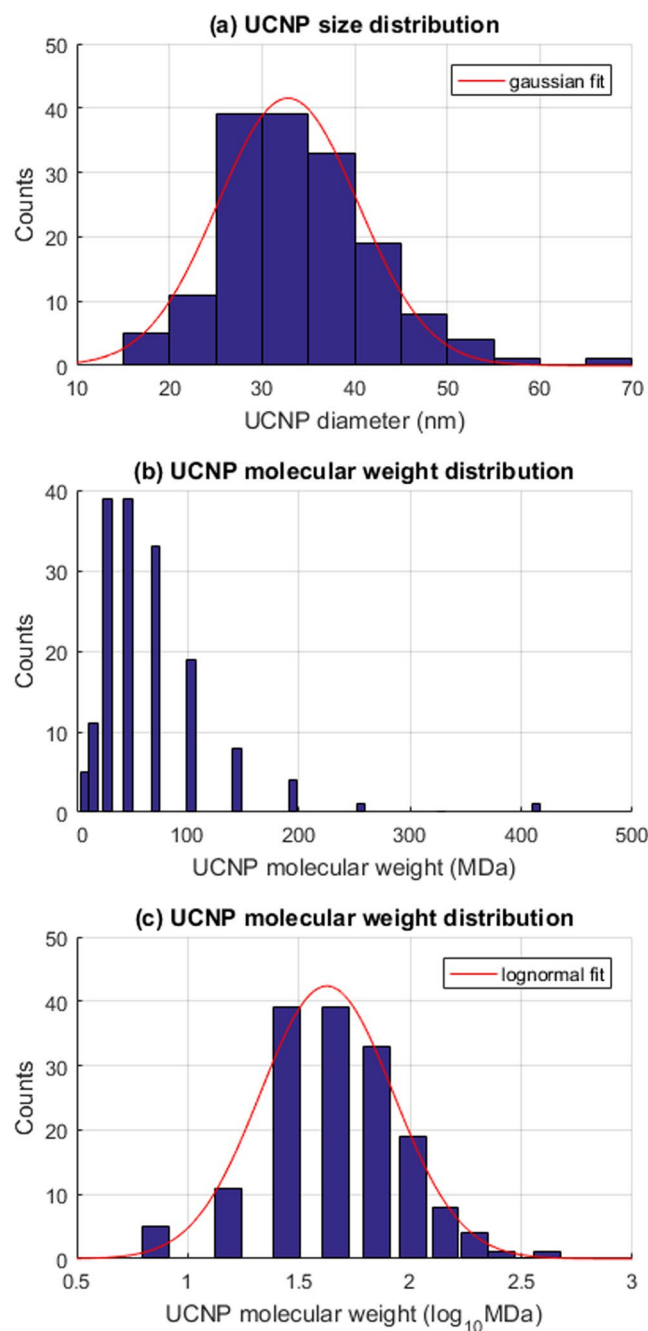 (a) UCNP size distribution
50
40
30
20
10
0
Counts
gaussian fit
10 20 30 40 50 60 70
UCNP diameter (nm)
(b) UCNP molecular weight distribution
40
30
20
10
0
Counts
0 100 200 300 400 500
UCNP molecular weight (MDa)
(c) UCNP molecular weight distribution
50
40
30
20
10
0
Counts
lognormal fit
0.5 1 1.5 2 2.5 3
UCNP molecular weight (log₁₀MDa)